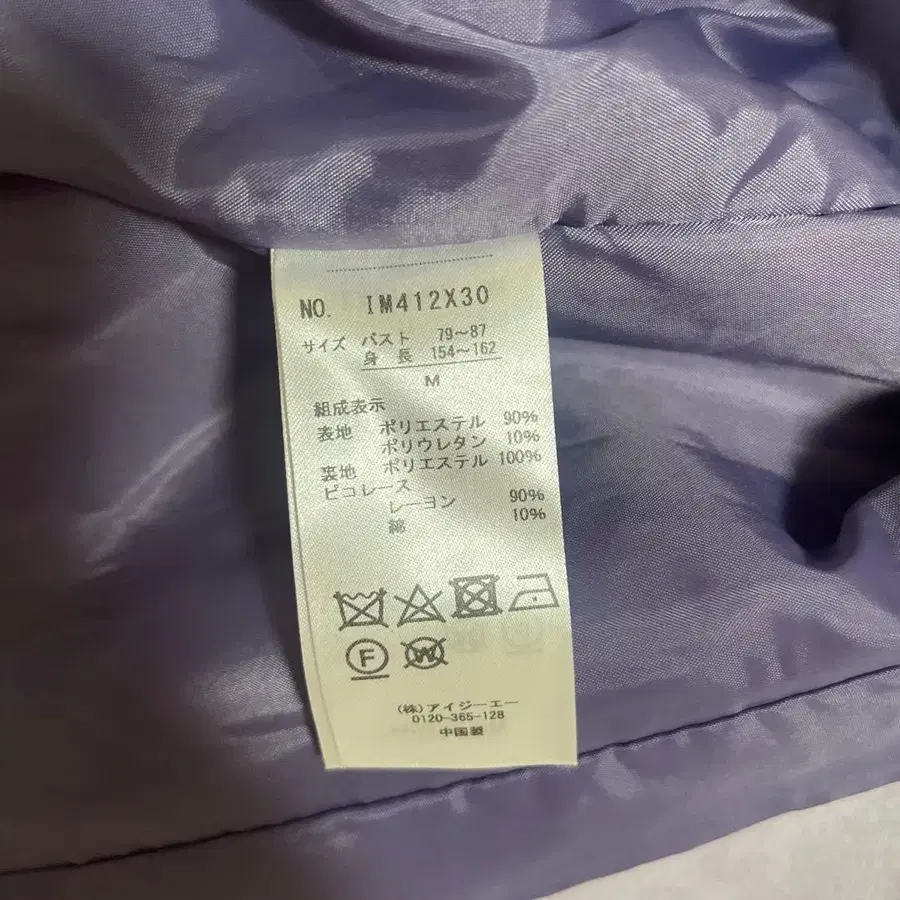 NO. IM412X30
サイズ バスト 79～87
身 長 154～162
M
組成表示
表地 ポリエステル 90%
ポリウレタン 10%
裏地 ポリエステル 100%
ピコレース
レーヨン 90%
綿 10%
F W
(株)アイジーエー
0120-365-128
中国製